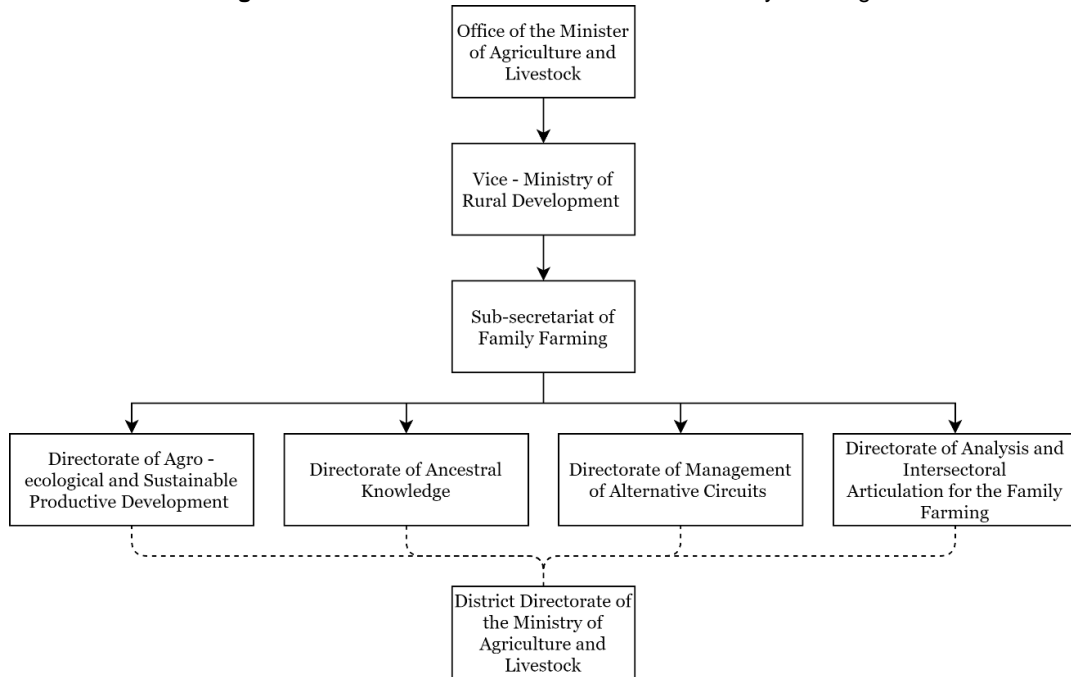 Office of the Minister
of Agriculture and
Livestock
Vice - Ministry of
Rural Development
Sub-secretariat of
Family Farming
Directorate of Agro -
ecological and Sustainable
Productive Development
Directorate of Ancestral
Knowledge
Directorate of Management
of Alternative Circuits
Directorate of Analysis and
Intersectoral
Articulation for the Family
Farming
District Directorate of
the Ministry of
Agriculture and
Livestock